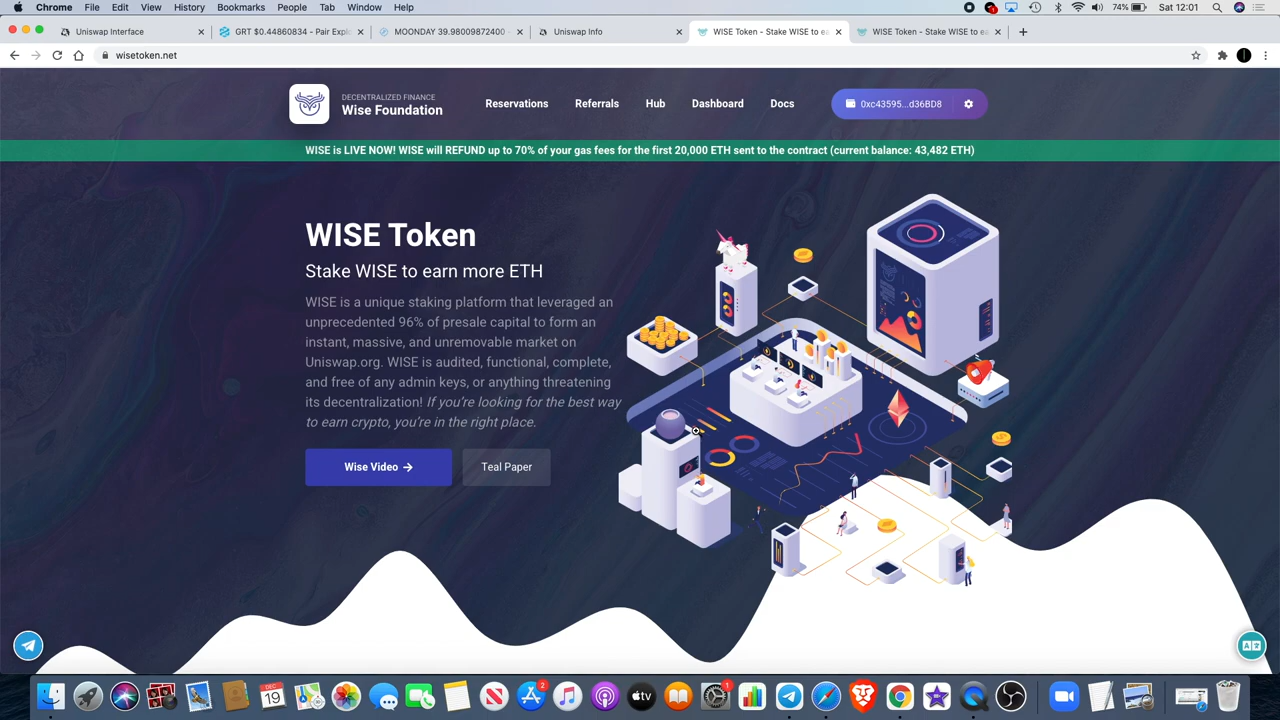 Chrome File Edit View History Bookmarks People Tab Window Help 74% Sat 12:01
Uniswap Interface GRT $0.44860834 - Pair Expl MOONDAY 39.98009872400 - Uniswap Info WISE Token - Stake WISE to ea WISE Token - Stake WISE to ea
wisetoken.net
DECENTRALIZED FINANCE
Wise Foundation
Reservations Referrals Hub Dashboard Docs 0xc43595...d36BD8
WISE is LIVE NOW! WISE will REFUND up to 70% of your gas fees for the first 20,000 ETH sent to the contract (current balance: 43,482 ETH)
WISE Token
Stake WISE to earn more ETH
WISE is a unique staking platform that leveraged an
unprecedented 96% of presale capital to form an
instant, massive, and unremovable market on
Uniswap.org. WISE is audited, functional, complete,
and free of any admin keys, or anything threatening
its decentralization! If you're looking for the best way
to earn crypto, you're in the right place.
Wise Video → Teal Paper
DEC
19
2
tv
1